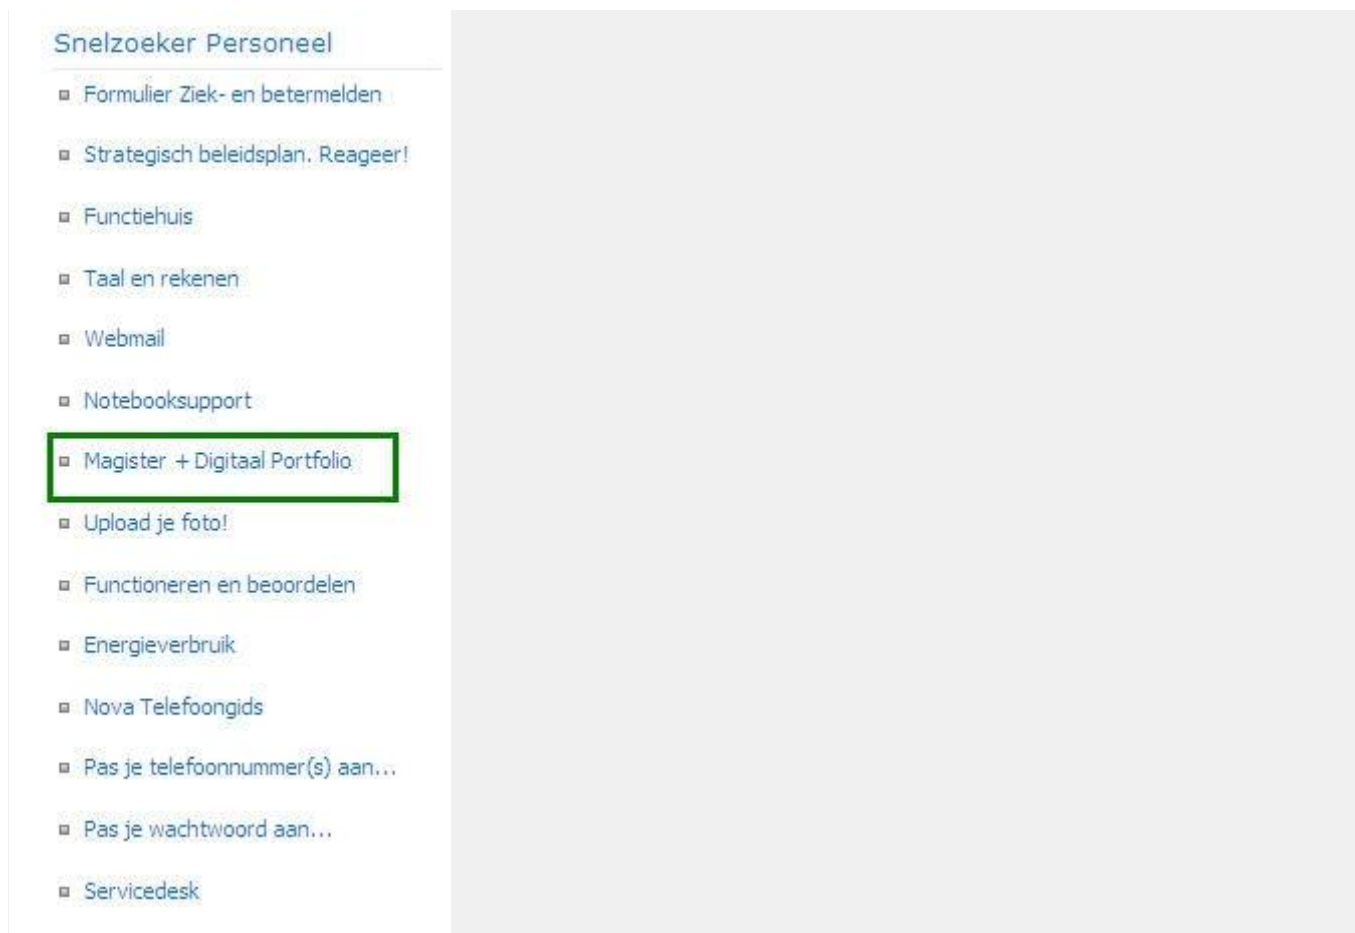 Snelzoeker Personeel
Formulier Ziek- en betermelden
Strategisch beleidsplan. Reageer!
Functiehuis
Taal en rekenen
Webmail
Notebooksupport
Magister + Digitaal Portfolio
Upload je foto!
Functioneren en beoordelen
Energieverbruik
Nova Telefoongids
Pas je telefoonnummer(s) aan...
Pas je wachtwoord aan...
Servicedesk